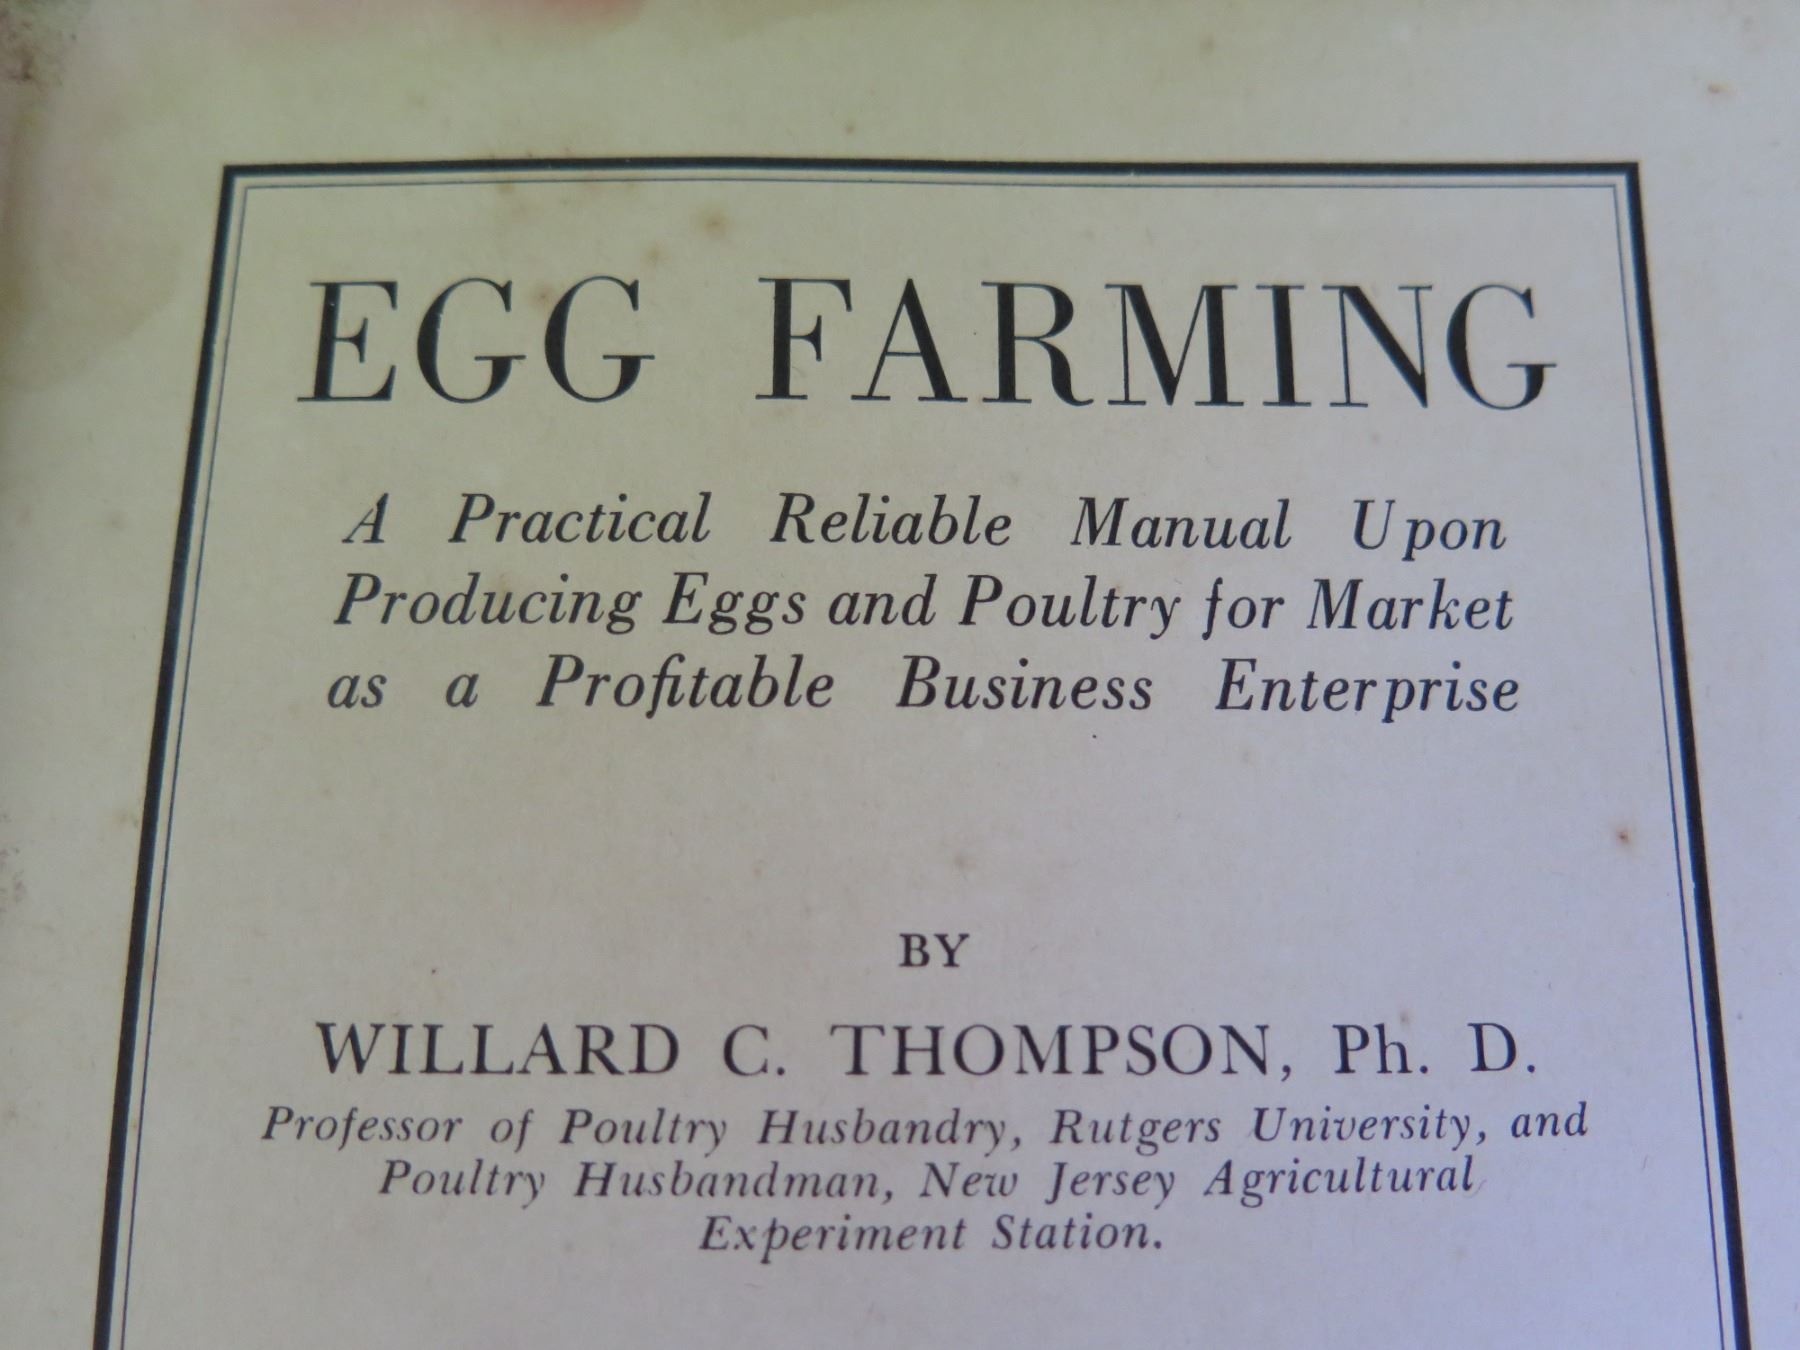 EGG FARMING
A Practical Reliable Manual Upon
Producing Eggs and Poultry for Market
as a Profitable Business Enterprise
BY
WILLARD C. THOMPSON, Ph. D.
Professor of Poultry Husbandry, Rutgers University, and
Poultry Husbandman, New Jersey Agricultural
Experiment Station.